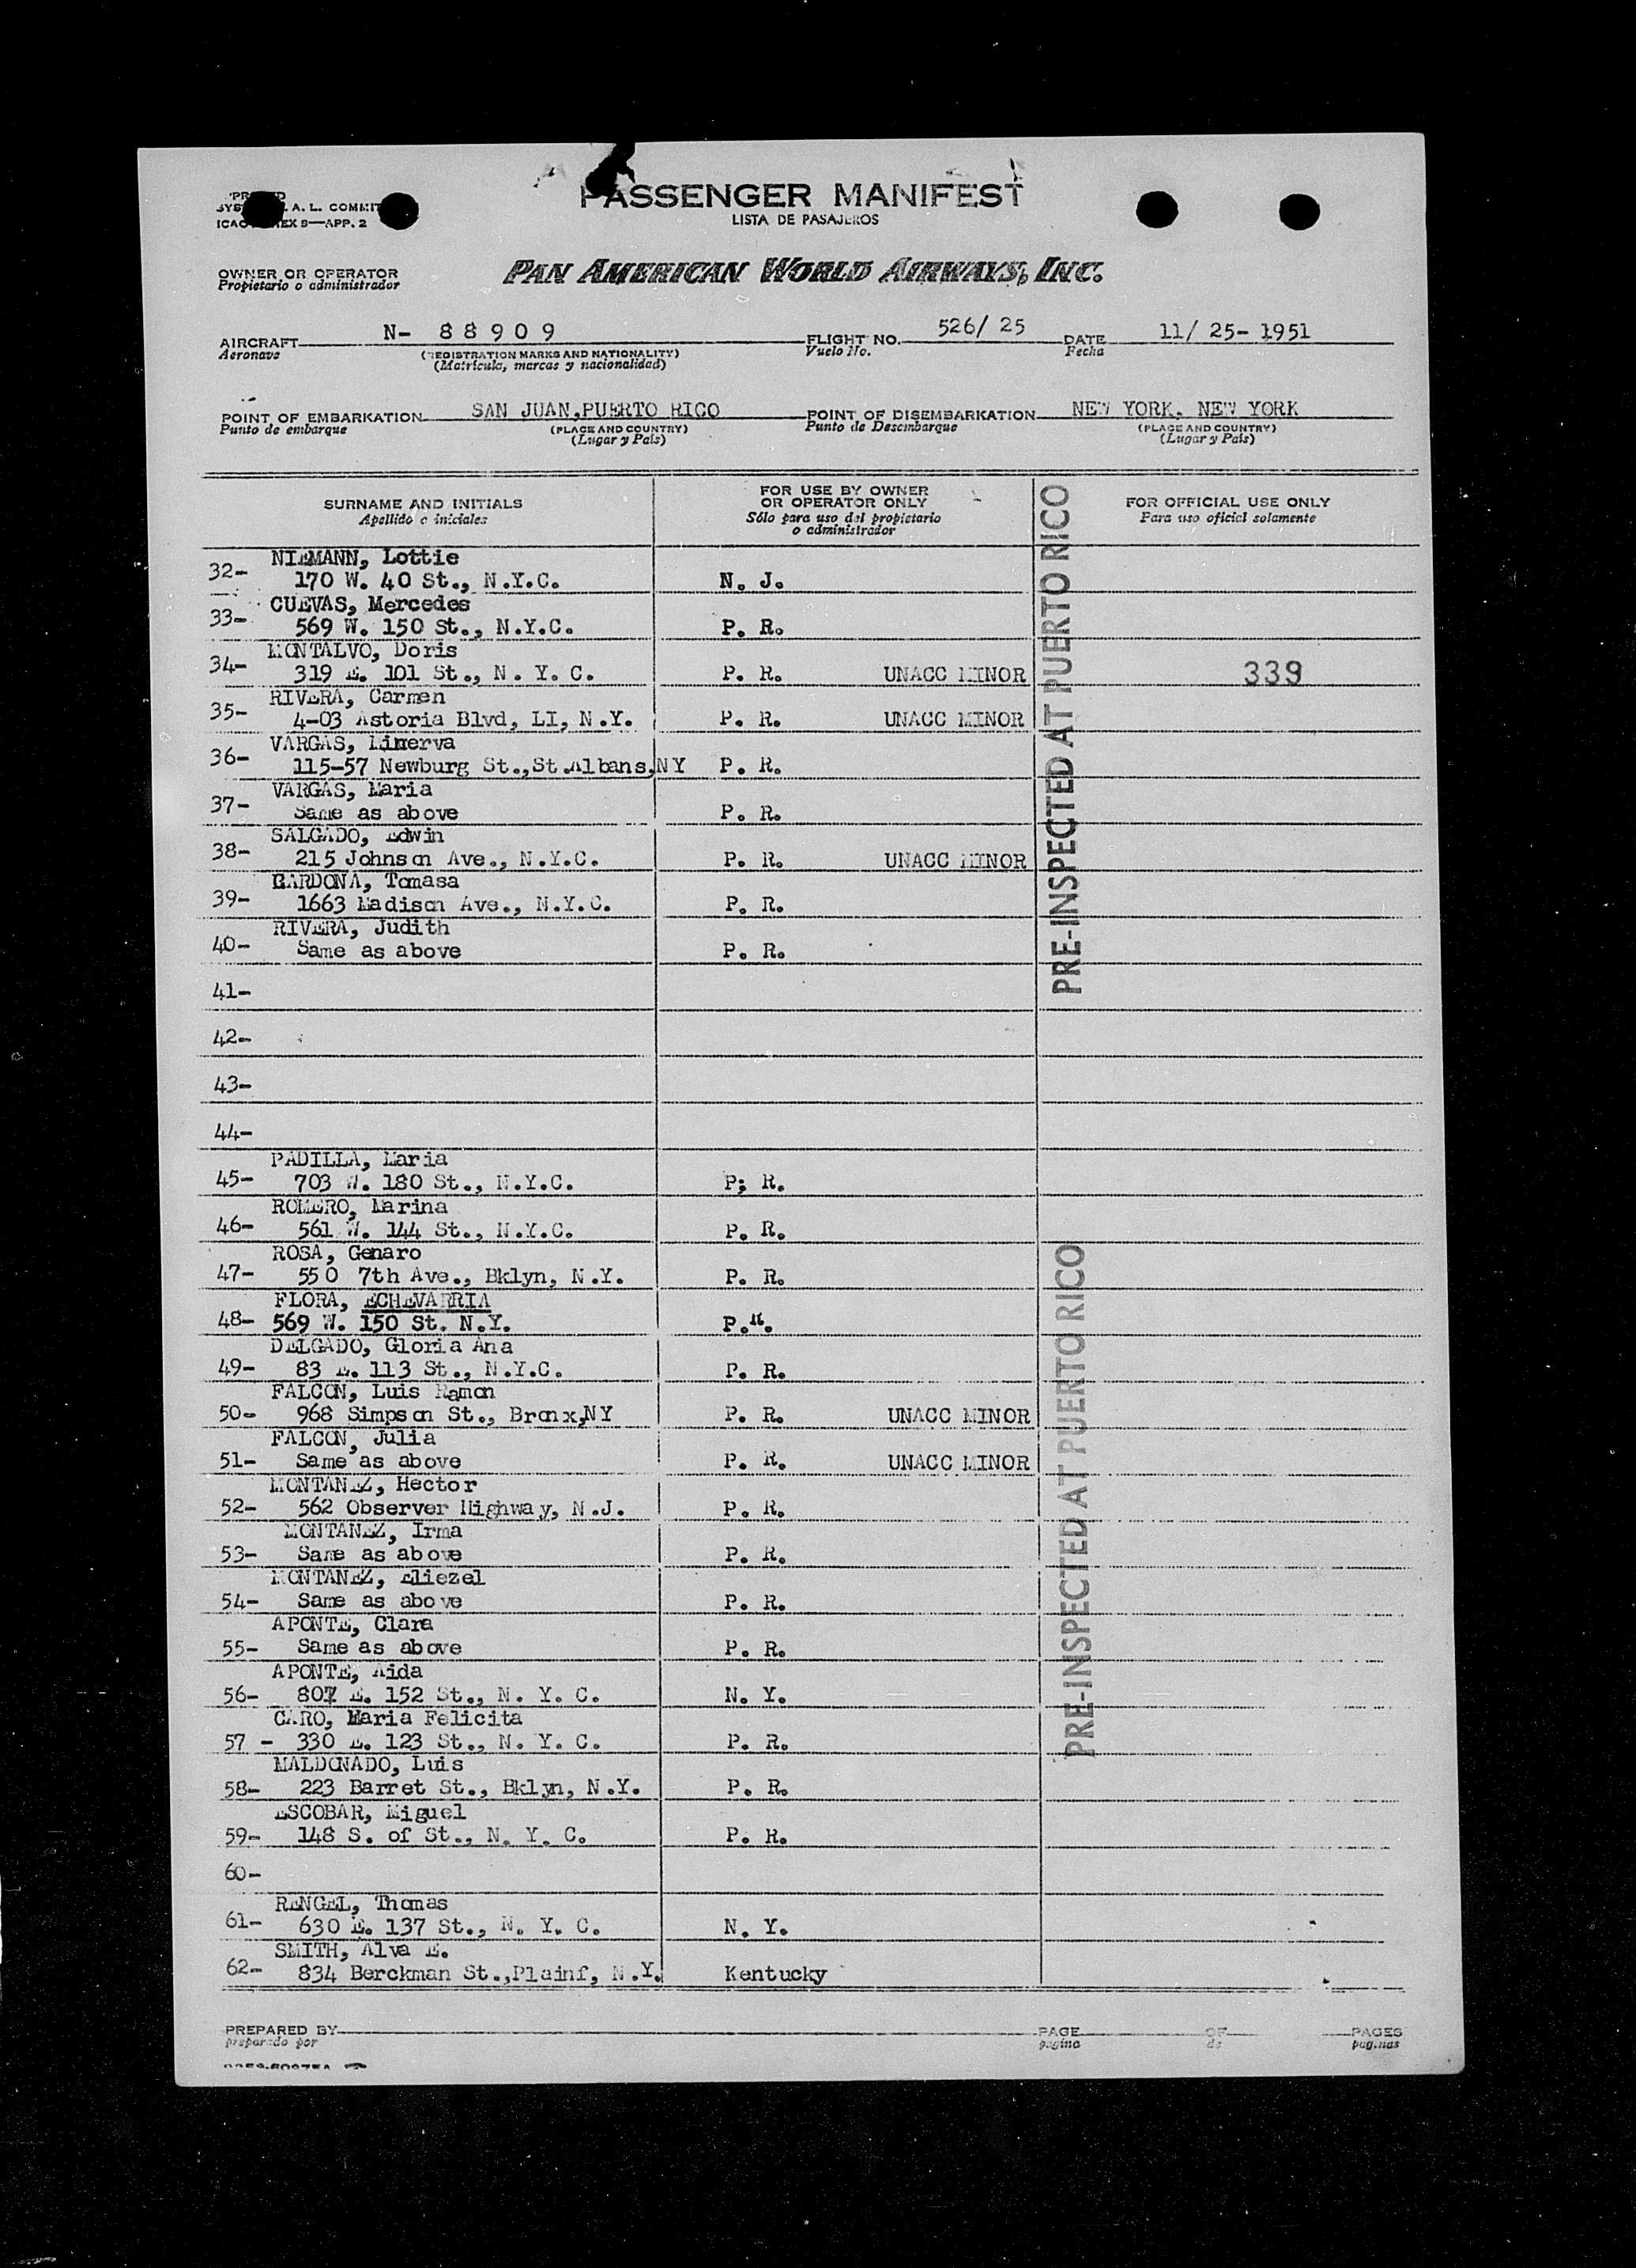 PASSENGER MANIFEST
LISTA DE PASAJEROS
A. L. COMMIT
ICAO ANNEX 9—APP. 2
OWNER OR OPERATOR
Propietario o administrador
PAN AMERICAN WORLD AIRWAYS, INC.
AIRCRAFT N- 88909 FLIGHT NO. 526/ 25 DATE 11/ 25- 1951
Aeronave (REGISTRATION MARKS AND NATIONALITY) Vuelo No. Fecha
(Matrícula, marcas y nacionalidad)
POINT OF EMBARKATION SAN JUAN, PUERTO RICO POINT OF DISEMBARKATION NEW YORK, NEW YORK
Punto de embarque (PLACE AND COUNTRY) Punto de Desembarque (PLACE AND COUNTRY)
(Lugar y País) (Lugar y País)
SURNAME AND INITIALS FOR USE BY OWNER OR OPERATOR ONLY FOR OFFICIAL USE ONLY
Apellido e iniciales Sólo para uso del propietario o administrador Para uso oficial solamente
PRE-INSPECTED AT PUERTO RICO
NIEMANN, Lottie
32- 170 W. 40 St., N.Y.C. N. J.
CUEVAS, Mercedes
33- 569 W. 150 St., N.Y.C. P. R.
MONTALVO, Doris
34- 319 E. 101 St., N. Y. C. P. R. UNACC MINOR 339
RIVERA, Carmen
35- 4-03 Astoria Blvd, LI, N.Y. P. R. UNACC MINOR
VARGAS, Minerva
36- 115-57 Newburg St.,St.Albans,NY P. R.
VARGAS, Maria
37- Same as above P. R.
SALGADO, Edwin
38- 215 Johnson Ave., N.Y.C. P. R. UNACC MINOR
CARDONA, Tomasa
39- 1663 Madison Ave., N.Y.C. P. R.
RIVERA, Judith
40- Same as above P. R.
41-
42-
43-
44-
PADILLA, Maria
45- 703 W. 180 St., N.Y.C. P; R.
ROMERO, Marina
46- 561 W. 144 St., N.Y.C. P. R.
ROSA, Genaro
47- 550 7th Ave., Bklyn, N.Y. P. R.
FLORA, ECHEVARRIA
48- 569 W. 150 St. N.Y. P.R.
DELGADO, Gloria Ana
49- 83 E. 113 St., N.Y.C. P. R.
FALCON, Luis Ramon
50- 968 Simpson St., Bronx,NY P. R. UNACC MINOR
FALCON, Julia
51- Same as above P. R. UNACC MINOR
MONTANEZ, Hector
52- 562 Observer Highway, N.J. P. R.
MONTANEZ, Irma
53- Same as above P. R.
MONTANEZ, Eliezel
54- Same as above P. R.
APONTE, Clara
55- Same as above P. R.
APONTE, Aida
56- 807 E. 152 St., N. Y. C. N. Y.
CARO, Maria Felicita
57 - 330 E. 123 St., N. Y. C. P. R.
MALDONADO, Luis
58- 223 Barret St., Bklyn, N.Y. P. R.
ESCOBAR, Miguel
59- 148 S. of St., N. Y. C. P. R.
60-
RENGEL, Thomas
61- 630 E. 137 St., N. Y. C. N. Y.
SMITH, Alva E.
62- 834 Berckman St.,Plainf, N.Y. Kentucky
PRE-INSPECTED AT PUERTO RICO
PREPARED BY PAGE OF PAGES
preparado por pagina de paginas